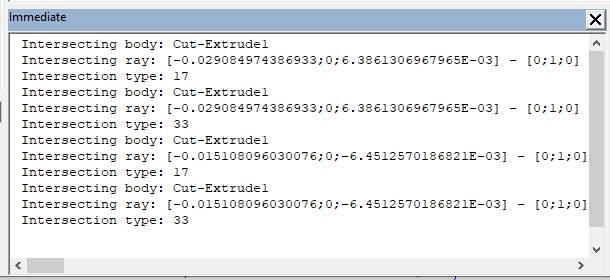 Immediate
Intersecting body: Cut-Extrude1
Intersecting ray: [-0.029084974386933;0;6.3861306967965E-03] - [0;1;0]
Intersection type: 17
Intersecting body: Cut-Extrude1
Intersecting ray: [-0.029084974386933;0;6.3861306967965E-03] - [0;1;0]
Intersection type: 33
Intersecting body: Cut-Extrude1
Intersecting ray: [-0.015108096030076;0;-6.4512570186821E-03] - [0;1;0]
Intersection type: 17
Intersecting body: Cut-Extrude1
Intersecting ray: [-0.015108096030076;0;-6.4512570186821E-03] - [0;1;0]
Intersection type: 33